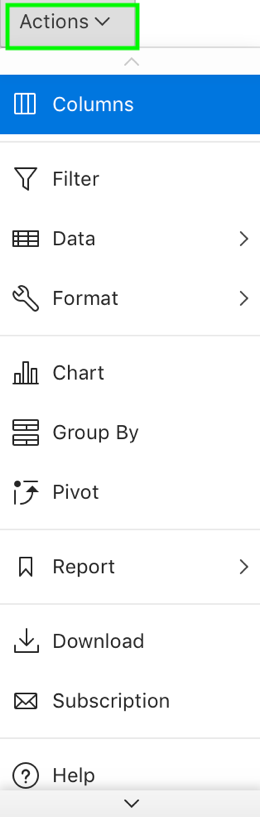 Actions
Columns
Filter
Data
Format
Chart
Group By
Pivot
Report
Download
Subscription
Help